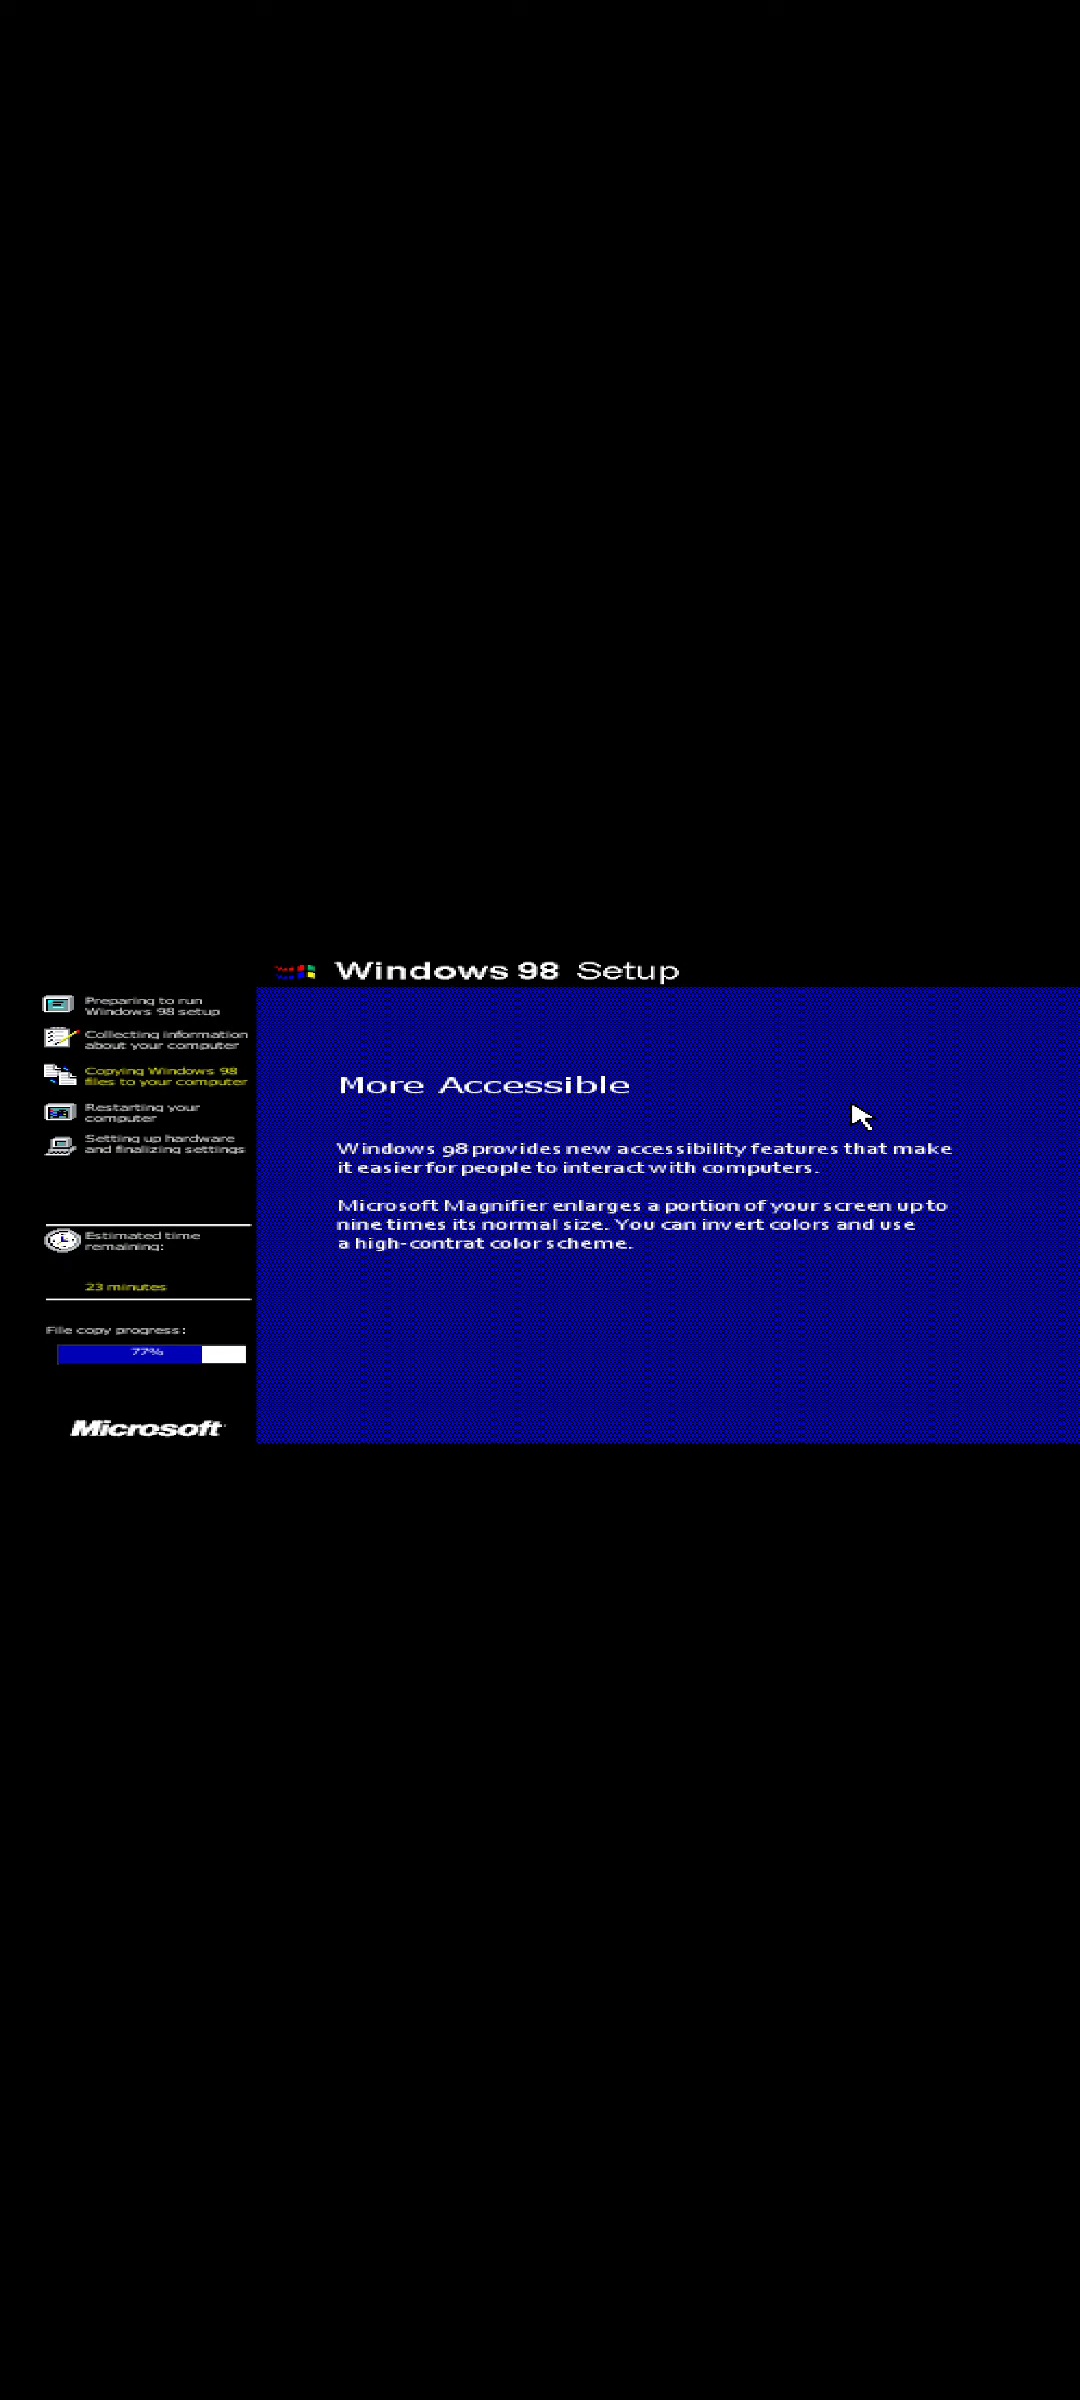 Windows 98 Setup
Preparing to run
Windows 98 setup
Collecting information
about your computer
Copying Windows 98
files to your computer
Restarting your
computer
Setting up hardware
and finalizing settings
Estimated time
remaining:
23 minutes
File copy progress:
77%
Microsoft
More Accessible
Windows 98 provides new accessibility features that make
it easier for people to interact with computers.
Microsoft Magnifier enlarges a portion of your screen up to
nine times its normal size. You can invert colors and use
a high-contrat color scheme.